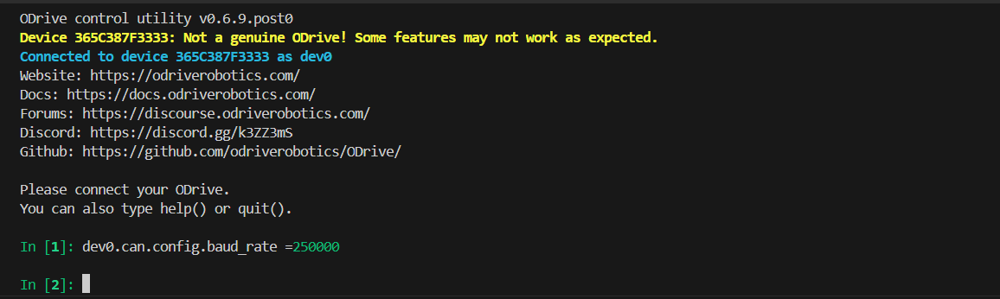 ODrive control utility v0.6.9.post0
Device 365C387F3333: Not a genuine ODrive! Some features may not work as expected.
Connected to device 365C387F3333 as dev0
Website: https://odriverobotics.com/
Docs: https://docs.odriverobotics.com/
Forums: https://discourse.odriverobotics.com/
Discord: https://discord.gg/k3ZZ3mS
Github: https://github.com/odriverobotics/ODrive/
Please connect your ODrive.
You can also type help() or quit().
In [1]: dev0.can.config.baud_rate =250000
In [2]: